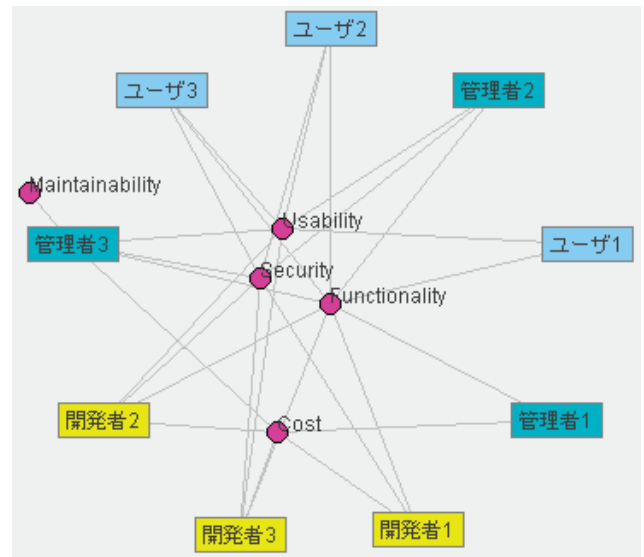 ユーザ2
ユーザ3
管理者2
Maintainability
Usability
管理者3
ユーザ1
Security
Functionality
開発者2
Cost
管理者1
開発者3
開発者1